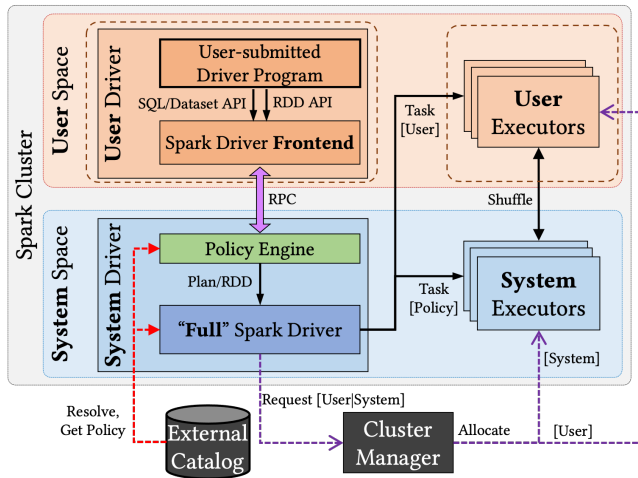 Spark Cluster
User Space
User Driver
User-submitted
Driver Program
SQL/Dataset API
RDD API
Spark Driver Frontend
Task
[User]
User
Executors
RPC
Shuffle
System Space
System Driver
Policy Engine
Plan/RDD
"Full" Spark Driver
Task
[Policy]
System
Executors
[System]
Resolve,
Get Policy
Request [User|System]
External
Catalog
Cluster
Manager
Allocate
[User]